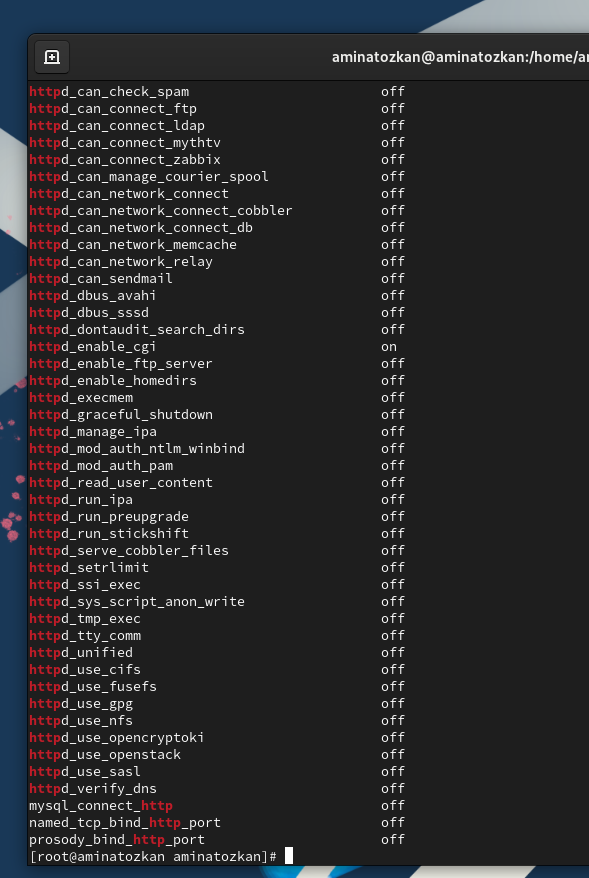 aminatozkan@aminatozkan:/home/a
httpd_can_check_spam off
httpd_can_connect_ftp off
httpd_can_connect_ldap off
httpd_can_connect_mythtv off
httpd_can_connect_zabbix off
httpd_can_manage_courier_spool off
httpd_can_network_connect off
httpd_can_network_connect_cobbler off
httpd_can_network_connect_db off
httpd_can_network_memcache off
httpd_can_network_relay off
httpd_can_sendmail off
httpd_dbus_avahi off
httpd_dbus_sssd off
httpd_dontaudit_search_dirs off
httpd_enable_cgi on
httpd_enable_ftp_server off
httpd_enable_homedirs off
httpd_execmem off
httpd_graceful_shutdown off
httpd_manage_ipa off
httpd_mod_auth_ntlm_winbind off
httpd_mod_auth_pam off
httpd_read_user_content off
httpd_run_ipa off
httpd_run_preupgrade off
httpd_run_stickshift off
httpd_serve_cobbler_files off
httpd_setrlimit off
httpd_ssi_exec off
httpd_sys_script_anon_write off
httpd_tmp_exec off
httpd_tty_comm off
httpd_unified off
httpd_use_cifs off
httpd_use_fusefs off
httpd_use_gpg off
httpd_use_nfs off
httpd_use_opencryptoki off
httpd_use_openstack off
httpd_use_sasl off
httpd_verify_dns off
mysql_connect_http off
named_tcp_bind_http_port off
prosody_bind_http_port off
[root@aminatozkan aminatozkan]#